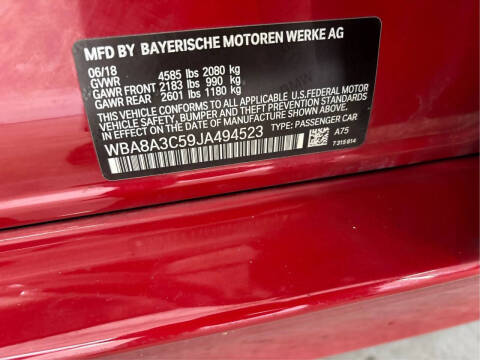 MFD BY BAYERISCHE MOTOREN WERKE AG
06/18
GVWR 4585 lbs 2080 kg
GAWR FRONT 2183 lbs 990 kg
GAWR REAR 2601 lbs 1180 kg
THIS VEHICLE CONFORMS TO ALL APPLICABLE U.S.FEDERAL MOTOR
VEHICLE SAFETY, BUMPER, AND THEFT PREVENTION STANDARDS
IN EFFECT ON THE DATE OF MANUFACTURE SHOWN ABOVE.
WBA8A3C59JA494523 TYPE: PASSENGER CAR
A75
7 315 614